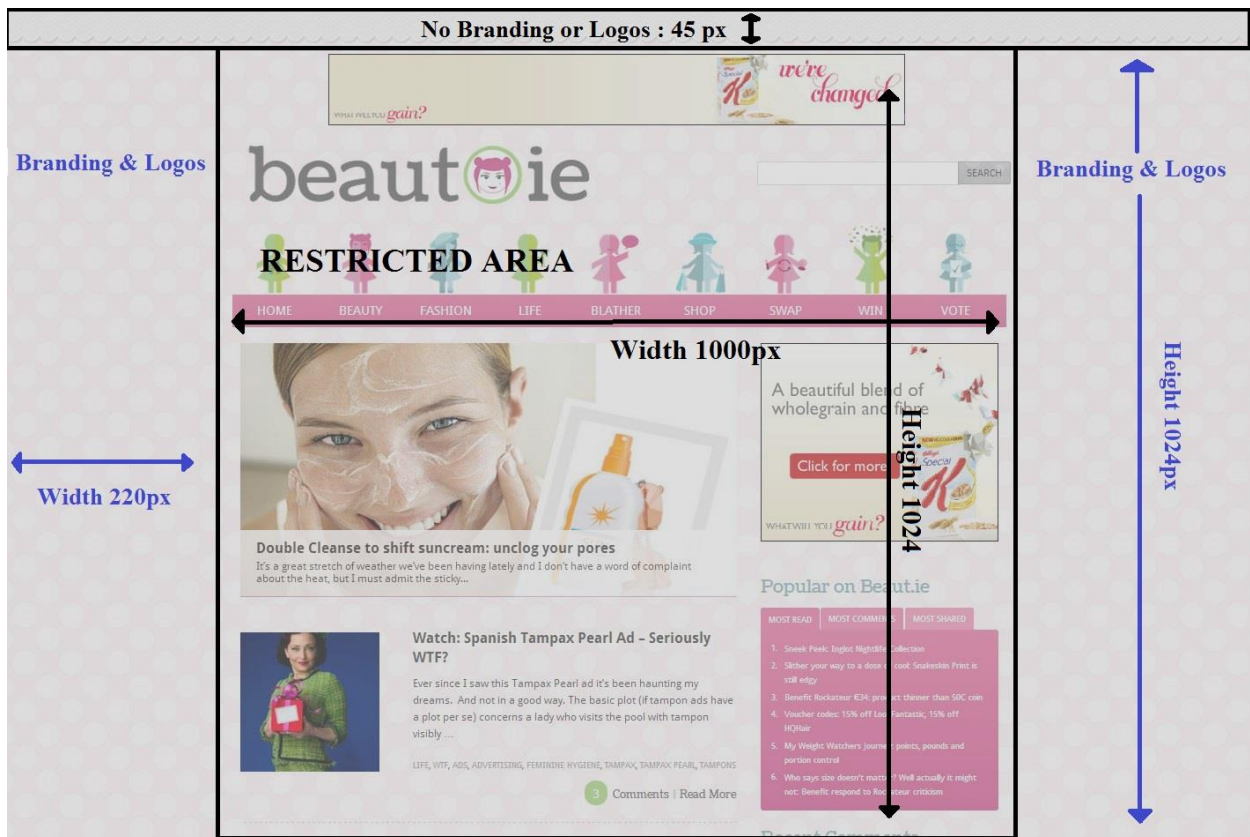 No Branding or Logos : 45 px
we're
changed
Special
K
WHAT WILL YOU gain?
Branding & Logos
Branding & Logos
beaut ie
SEARCH
RESTRICTED AREA
HOME BEAUTY FASHION LIFE BLATHER SHOP SWAP WIN VOTE
Width 1000px
A beautiful blend of
wholegrain and fibre
Click for more
Special
K
WHAT WILL YOU gain?
Height 1024
Height 1024px
Width 220px
Double Cleanse to shift suncream: unclog your pores
It's a great stretch of weather we've been having lately and I don't have a word of complaint
about the heat, but I must admit the sticky...
Popular on Beaut.ie
MOST READ MOST COMMENTS MOST SHARED
1. Sneek Peek: Inglot Nightlife Collection
2. Slither your way to a dose of cool: Snakeskin Print is
still edgy
3. Benefit Rockateur €34: product thinner than 50C coin
4. Voucher codes: 15% off Look Fantastic, 15% off
HQHair
5. My Weight Watchers journey: points, pounds and
portion control
6. Who says size doesn't matter? Well actually it might
not: Benefit respond to Rockateur criticism
Watch: Spanish Tampax Pearl Ad – Seriously
WTF?
Ever since I saw this Tampax Pearl ad it's been haunting my
dreams. And not in a good way. The basic plot (if tampon ads have
a plot per se) concerns a lady who visits the pool with tampon
visibly ...
LIFE, WTF, ADS, ADVERTISING, FEMININE HYGIENE, TAMPAX, TAMPAX PEARL, TAMPONS
3 Comments | Read More
Recent Comments